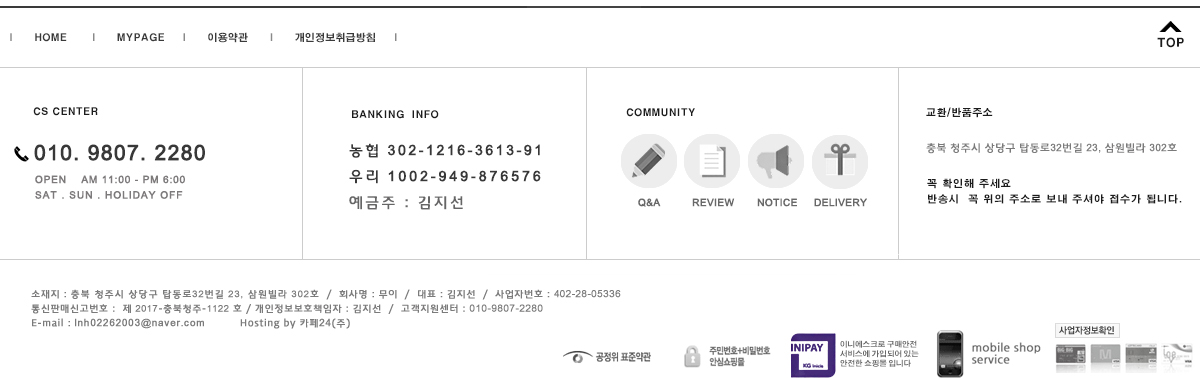 HOME MYPAGE 이용약관 개인정보취급방침
TOP
CS CENTER
010. 9807. 2280
OPEN AM 11:00 - PM 6:00
SAT . SUN . HOLIDAY OFF
BANKING INFO
농협 302-1216-3613-91
우리 1002-949-876576
예금주 : 김지선
COMMUNITY
Q&A REVIEW NOTICE DELIVERY
교환/반품주소
충북 청주시 상당구 탑동로32번길 23, 삼원빌라 302호
꼭 확인해 주세요
반송시 꼭 위의 주소로 보내 주셔야 접수가 됩니다.
소재지 : 충북 청주시 상당구 탑동로32번길 23, 삼원빌라 302호 / 회사명 : 무이 / 대표 : 김지선 / 사업자번호 : 402-28-05336
통신판매신고번호 : 제 2017-충북청주-1122 호 / 개인정보보호책임자 : 김지선 / 고객지원센터 : 010-9807-2280
E-mail : lnh02262003@naver.com Hosting by 카페24(주)
공정위 표준약관
주민번호+비밀번호
안심쇼핑몰
INIPAY
KG Inicis
이니에스크로 구매안전
서비스에 가입되어 있는
안전한 쇼핑몰 입니다
mobile shop
service
사업자정보확인